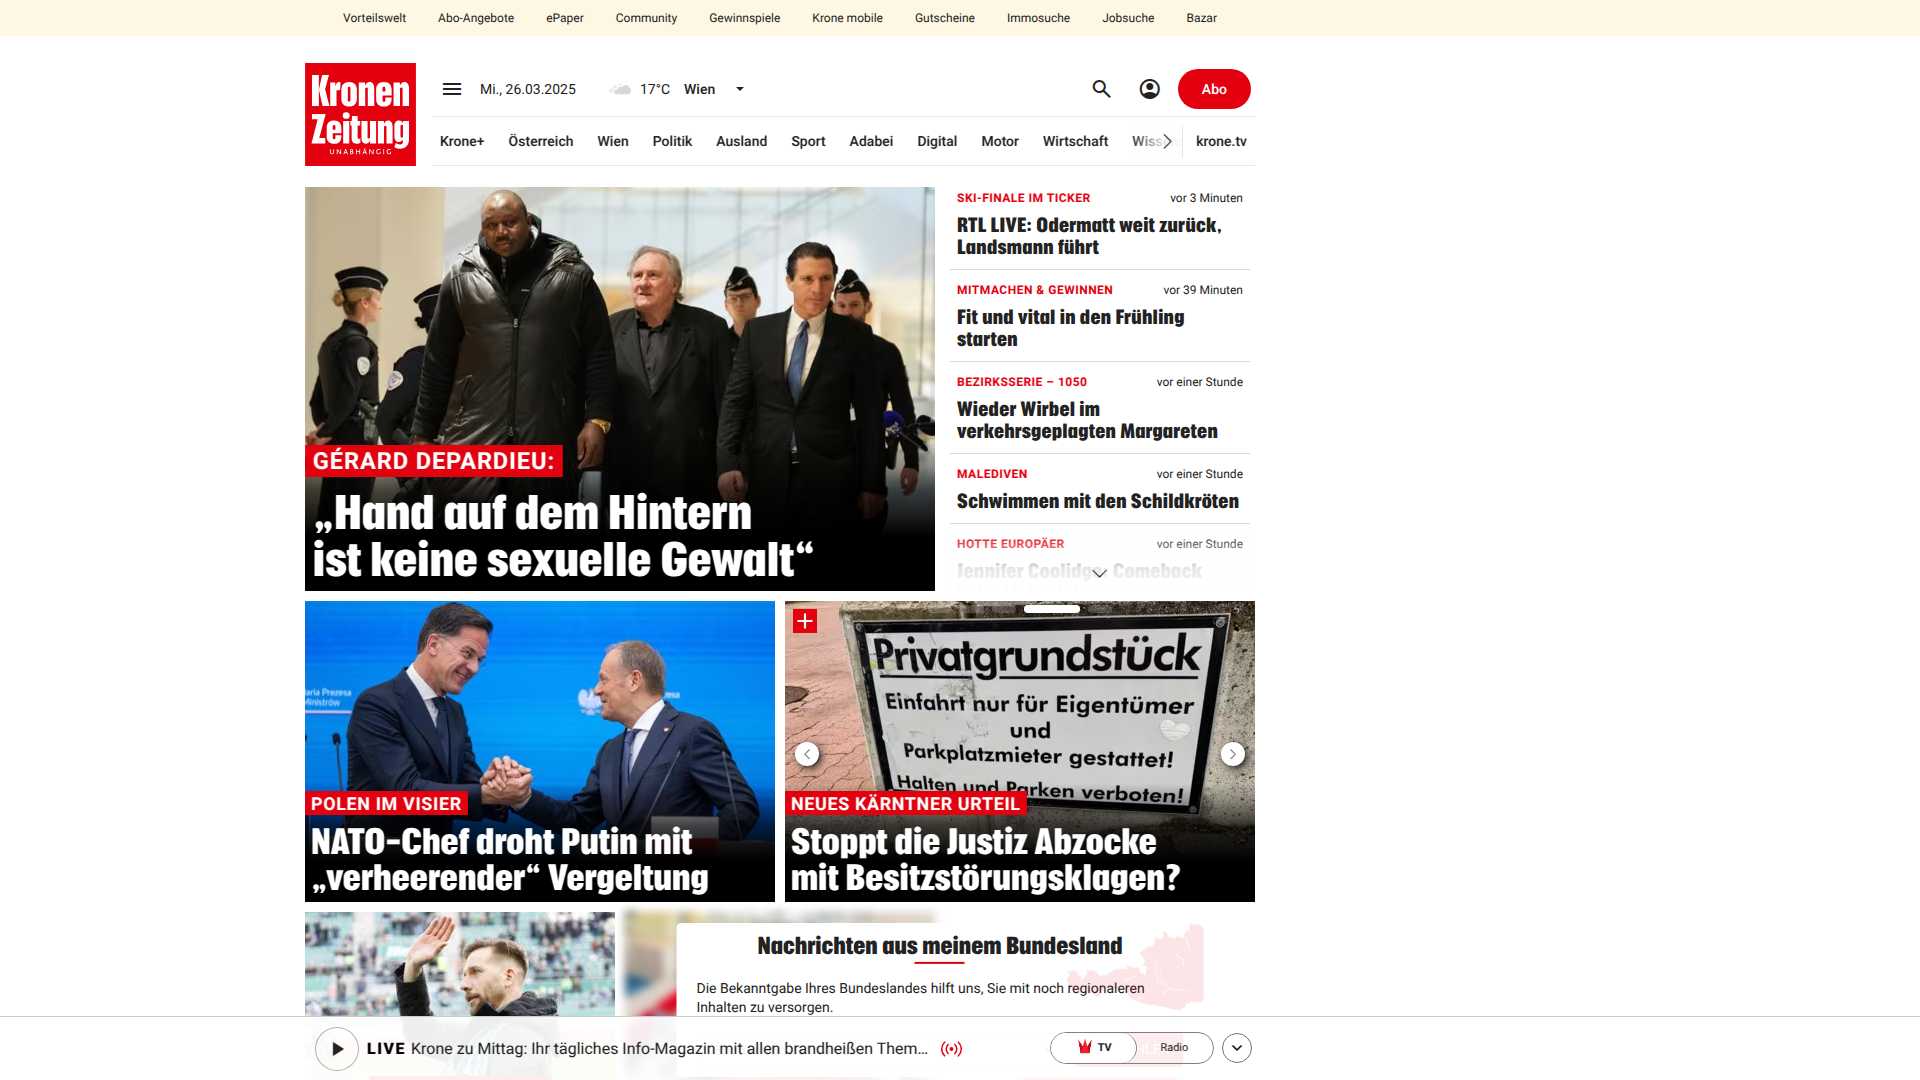 Vorteilswelt Abo-Angebote ePaper Community Gewinnspiele Krone mobile Gutscheine Immosuche Jobsuche Bazar
Kronen
Zeitung
UNABHÄNGIG
Mi., 26.03.2025 17°C Wien
Abo
Krone+ Österreich Wien Politik Ausland Sport Adabei Digital Motor Wirtschaft Wiss krone.tv
GÉRARD DEPARDIEU:
„Hand auf dem Hintern
ist keine sexuelle Gewalt“
SKI-FINALE IM TICKER vor 3 Minuten
RTL LIVE: Odermatt weit zurück,
Landsmann führt
MITMACHEN & GEWINNEN vor 39 Minuten
Fit und vital in den Frühling
starten
BEZIRKSSERIE – 1050 vor einer Stunde
Wieder Wirbel im
verkehrsgeplagten Margareten
MALEDIVEN vor einer Stunde
Schwimmen mit den Schildkröten
HOTTE EUROPÄER vor einer Stunde
Jennifer Coolidge: Comeback
aria Prezesa
Ministrów
POLEN IM VISIER
NATO-Chef droht Putin mit
„verheerender“ Vergeltung
Privatgrundstück
Einfahrt nur für Eigentümer
und
Parkplatzmieter gestattet!
Halten und Parken verboten!
NEUES KÄRNTNER URTEIL
Stoppt die Justiz Abzocke
mit Besitzstörungsklagen?
Nachrichten aus meinem Bundesland
Die Bekanntgabe Ihres Bundeslandes hilft uns, Sie mit noch regionaleren
Inhalten zu versorgen.
LIVE Krone zu Mittag: Ihr tägliches Info-Magazin mit allen brandheißen Them...
TV Radio